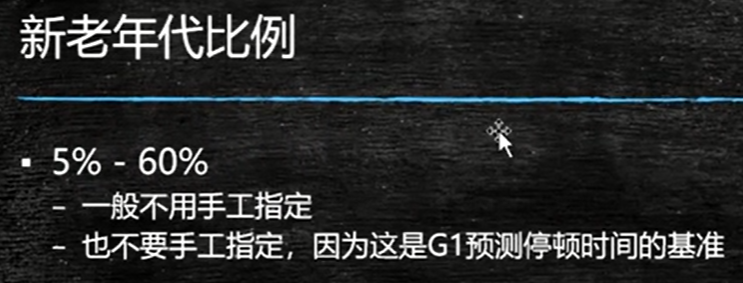 新老年代比例
▪ 5% - 60%
– 一般不用手工指定
– 也不要手工指定，因为这是G1预测停顿时间的基准